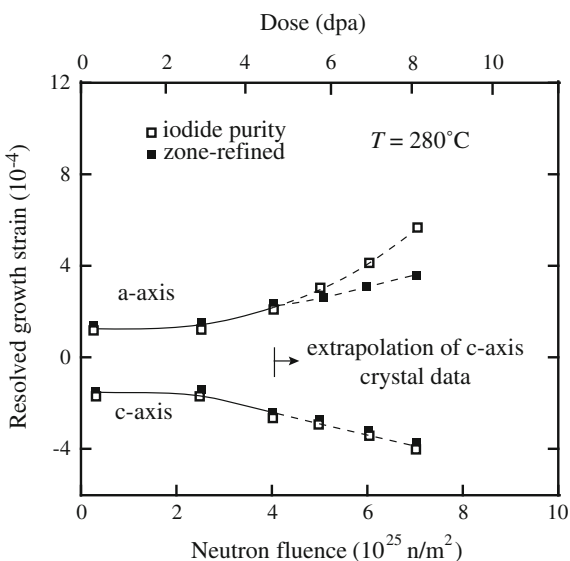 Dose (dpa)
0 2 4 6 8 10
12
8
4
0
-4
Resolved growth strain (10⁻⁴)
iodide purity
zone-refined
T = 280°C
a-axis
extrapolation of c-axis
crystal data
c-axis
0 2 4 6 8 10
Neutron fluence (10²⁵ n/m²)